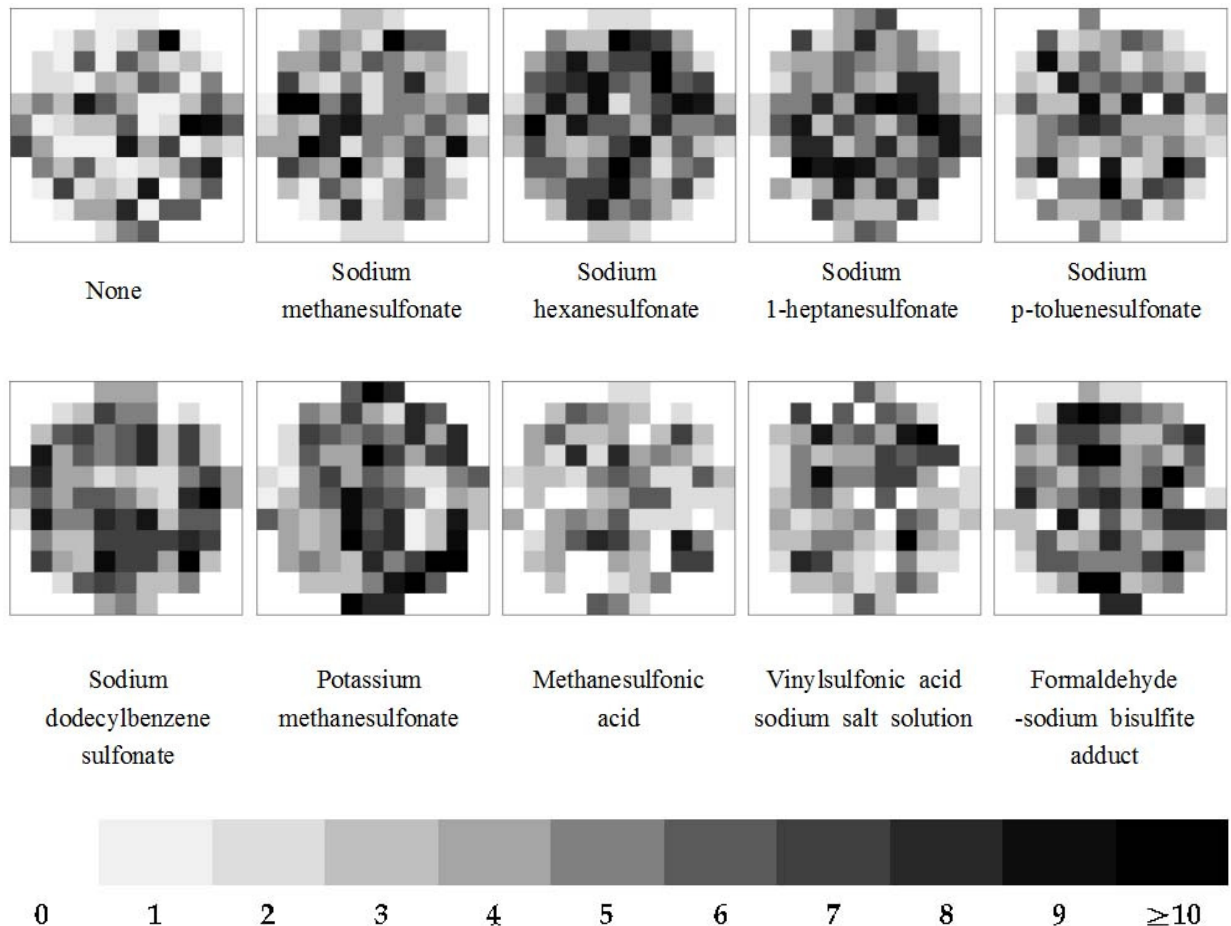 None
Sodium
methanesulfonate
Sodium
hexanesulfonate
Sodium
1-heptanesulfonate
Sodium
p-toluenesulfonate
Sodium
dodecylbenzene
sulfonate
Potassium
methanesulfonate
Methanesulfonic
acid
Vinylsulfonic acid
sodium salt solution
Formaldehyde
-sodium bisulfite
adduct
0 1 2 3 4 5 6 7 8 9 ≥10